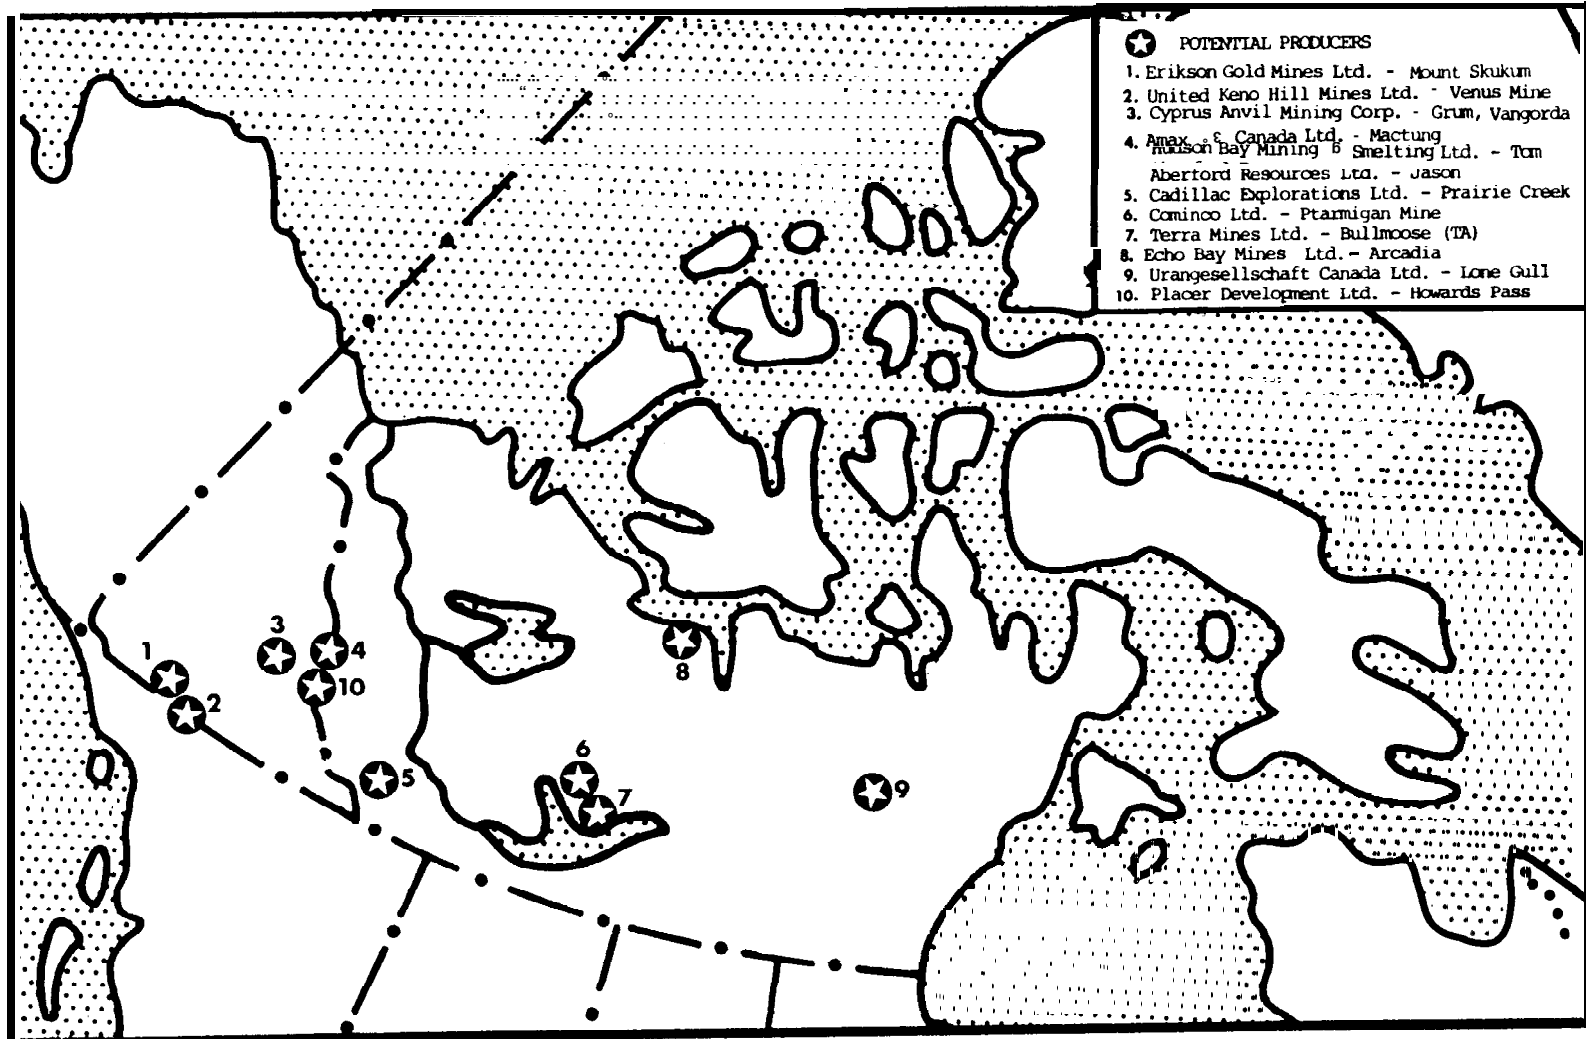 POTENTIAL PRODUCERS
1. Erikson Gold Mines Ltd. - Mount Skukum
2. United Keno Hill Mines Ltd. - Venus Mine
3. Cyprus Anvil Mining Corp. - Grum, Vangorda
4. Amax & Canada Ltd. - Mactung
Hudson Bay Mining Smelting Ltd. - Tom
Aberford Resources Ltd. - Jason
5. Cadillac Explorations Ltd. - Prairie Creek
6. Cominco Ltd. - Ptarmigan Mine
7. Terra Mines Ltd. - Bullmoose (TA)
8. Echo Bay Mines Ltd. - Arcadia
9. Urangesellschaft Canada Ltd. - Lone Gull
10. Placer Development Ltd. - Howards Pass
3
1
4
8
10
2
6
5
7
9